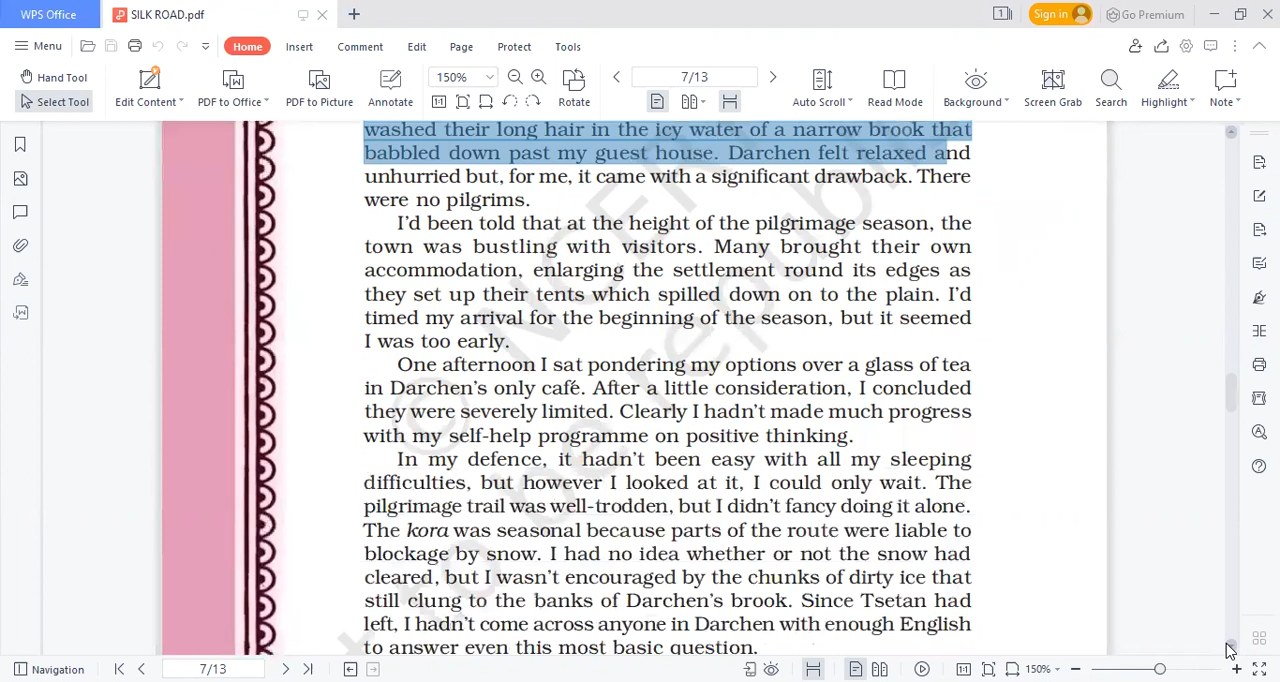 WPS Office
SILK ROAD.pdf
Sign in
Go Premium
Menu
Home
Insert
Comment
Edit
Page
Protect
Tools
Hand Tool
Select Tool
Edit Content
PDF to Office
PDF to Picture
Annotate
150%
Rotate
7/13
Auto Scroll
Read Mode
Background
Screen Grab
Search
Highlight
Note
washed their long hair in the icy water of a narrow brook that
babbled down past my guest house. Darchen felt relaxed and
unhurried but, for me, it came with a significant drawback. There
were no pilgrims.
I’d been told that at the height of the pilgrimage season, the
town was bustling with visitors. Many brought their own
accommodation, enlarging the settlement round its edges as
they set up their tents which spilled down on to the plain. I’d
timed my arrival for the beginning of the season, but it seemed
I was too early.
One afternoon I sat pondering my options over a glass of tea
in Darchen’s only café. After a little consideration, I concluded
they were severely limited. Clearly I hadn’t made much progress
with my self-help programme on positive thinking.
In my defence, it hadn’t been easy with all my sleeping
difficulties, but however I looked at it, I could only wait. The
pilgrimage trail was well-trodden, but I didn’t fancy doing it alone.
The kora was seasonal because parts of the route were liable to
blockage by snow. I had no idea whether or not the snow had
cleared, but I wasn’t encouraged by the chunks of dirty ice that
still clung to the banks of Darchen’s brook. Since Tsetan had
left, I hadn’t come across anyone in Darchen with enough English
to answer even this most basic question.
© NCER
to be republi
Navigation
7/13
150%